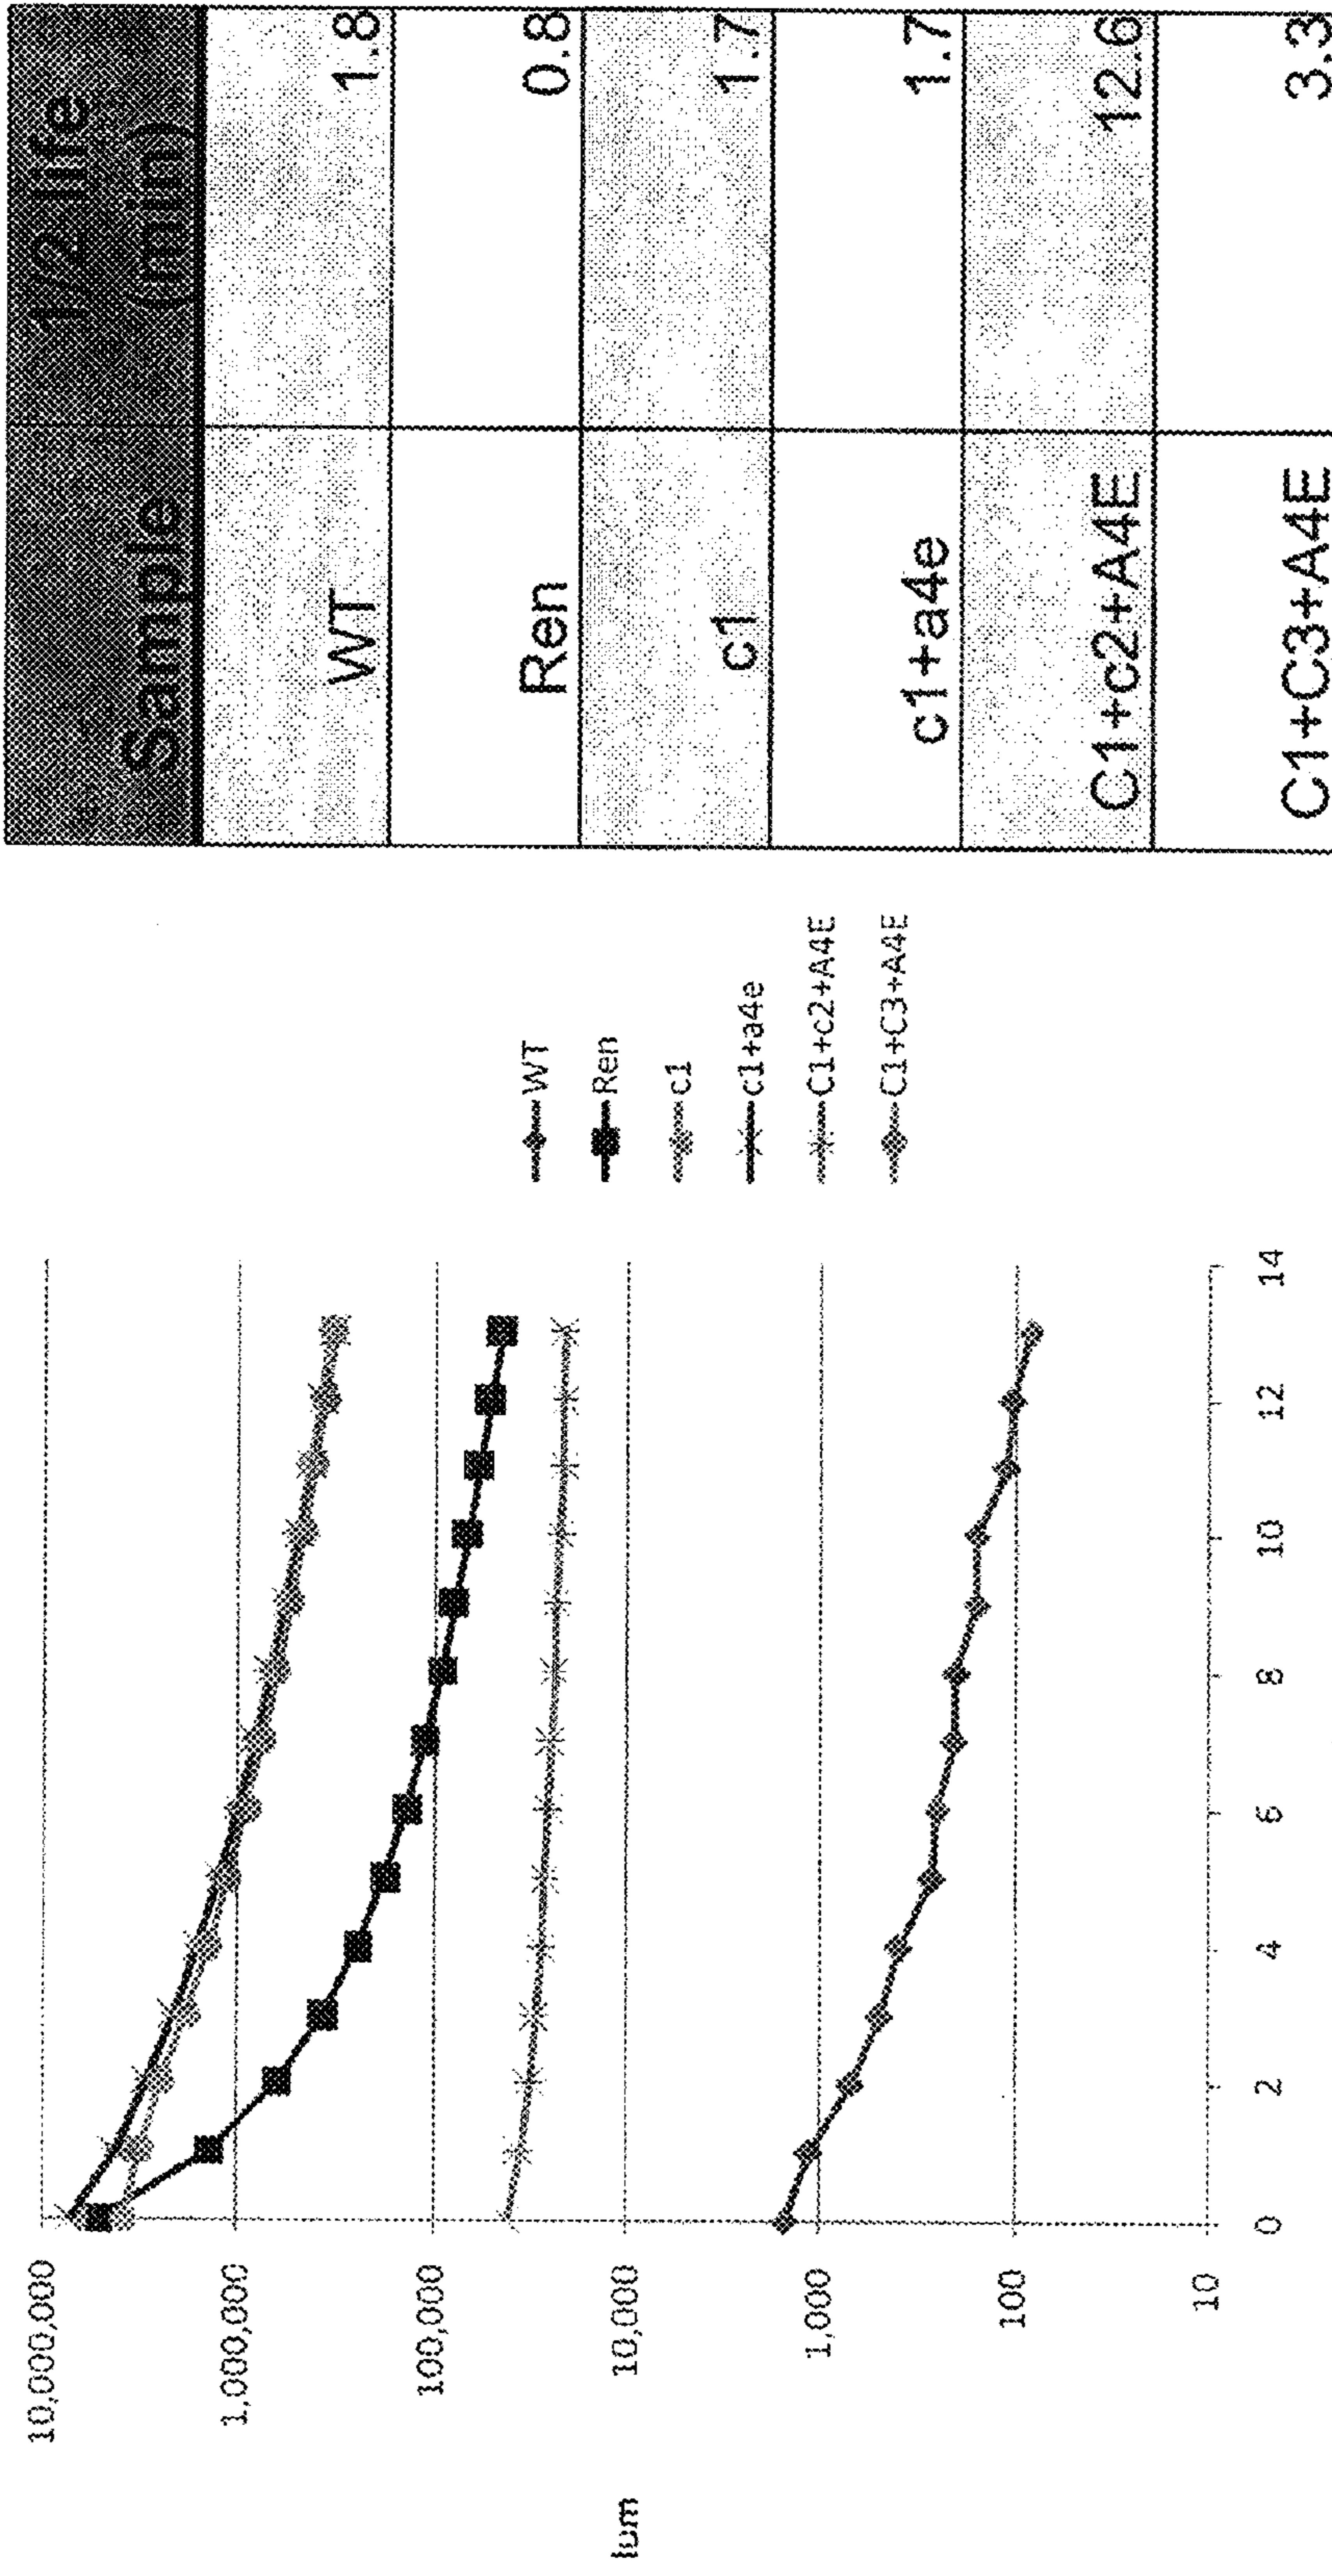 10,000,000
1,000,000
100,000
10,000
1,000
100
10
lum
0 2 4 6 8 10 12 14
WT
Ren
c1
c1+a4e
C1+c2+A4E
C1+C3+A4E
Sample 1/2-life (min)
WT 1.8
Ren 0.8
c1 1.7
c1+a4e 1.7
C1+c2+A4E 12.6
C1+C3+A4E 3.3